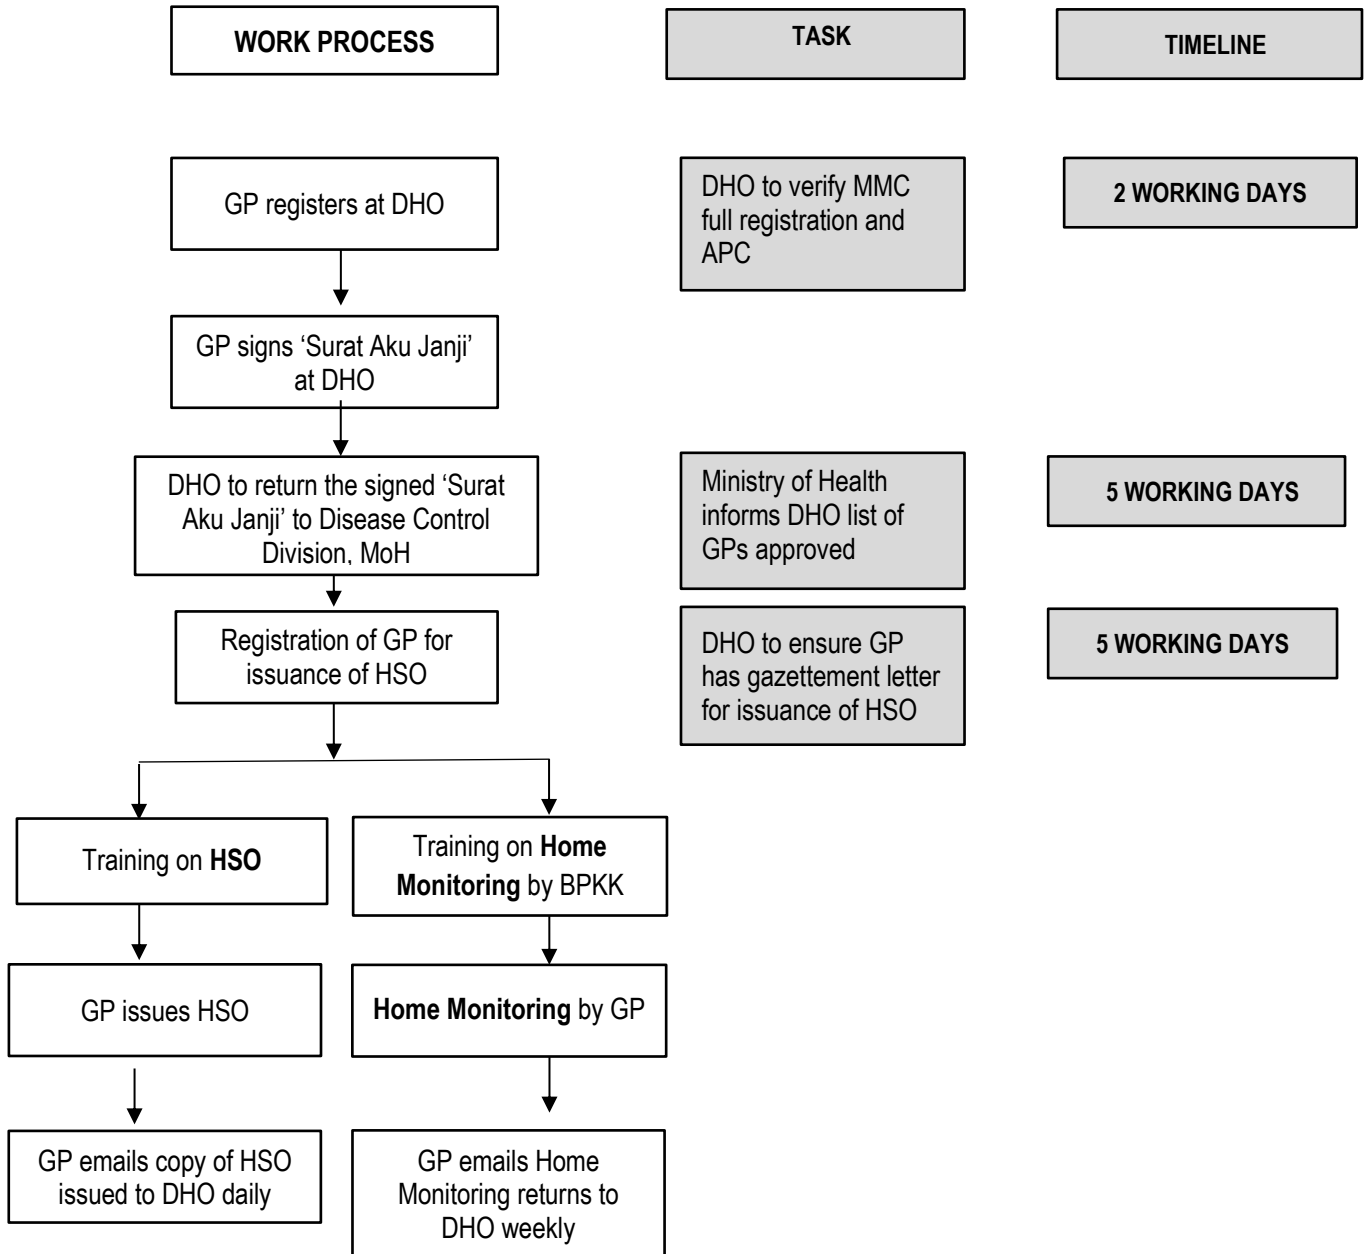 WORK PROCESS
TASK
TIMELINE
GP registers at DHO
DHO to verify MMC
full registration and
APC
2 WORKING DAYS
GP signs ‘Surat Aku Janji’
at DHO
DHO to return the signed ‘Surat
Aku Janji’ to Disease Control
Division, MoH
Ministry of Health
informs DHO list of
GPs approved
5 WORKING DAYS
Registration of GP for
issuance of HSO
DHO to ensure GP
has gazettement letter
for issuance of HSO
5 WORKING DAYS
Training on HSO
Training on Home
Monitoring by BPKK
GP issues HSO
Home Monitoring by GP
GP emails copy of HSO
issued to DHO daily
GP emails Home
Monitoring returns to
DHO weekly